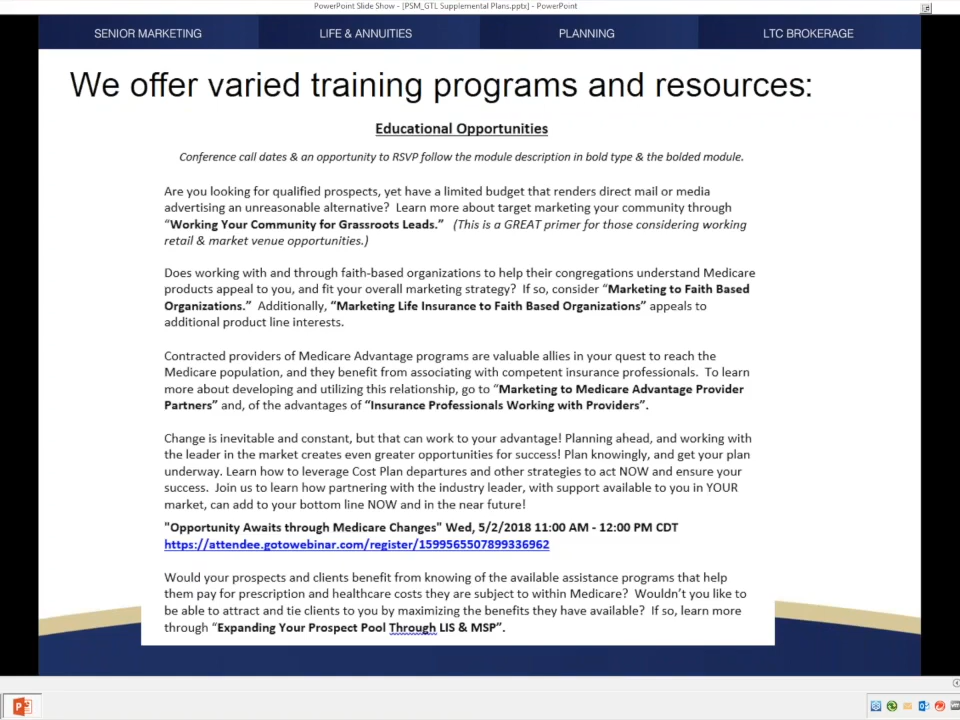 PowerPoint Slide Show - [PSM_GTL Supplemental Plans.pptx] - PowerPoint
SENIOR MARKETING LIFE & ANNUITIES PLANNING LTC BROKERAGE
We offer varied training programs and resources:
Educational Opportunities
Conference call dates & an opportunity to RSVP follow the module description in bold type & the bolded module.
Are you looking for qualified prospects, yet have a limited budget that renders direct mail or media
advertising an unreasonable alternative? Learn more about target marketing your community through
“Working Your Community for Grassroots Leads.” (This is a GREAT primer for those considering working
retail & market venue opportunities.)
Does working with and through faith-based organizations to help their congregations understand Medicare
products appeal to you, and fit your overall marketing strategy? If so, consider “Marketing to Faith Based
Organizations.” Additionally, “Marketing Life Insurance to Faith Based Organizations” appeals to
additional product line interests.
Contracted providers of Medicare Advantage programs are valuable allies in your quest to reach the
Medicare population, and they benefit from associating with competent insurance professionals. To learn
more about developing and utilizing this relationship, go to “Marketing to Medicare Advantage Provider
Partners” and, of the advantages of “Insurance Professionals Working with Providers”.
Change is inevitable and constant, but that can work to your advantage! Planning ahead, and working with
the leader in the market creates even greater opportunities for success! Plan knowingly, and get your plan
underway. Learn how to leverage Cost Plan departures and other strategies to act NOW and ensure your
success. Join us to learn how partnering with the industry leader, with support available to you in YOUR
market, can add to your bottom line NOW and in the near future!
"Opportunity Awaits through Medicare Changes" Wed, 5/2/2018 11:00 AM - 12:00 PM CDT
https://attendee.gotowebinar.com/register/1599565507899336962
Would your prospects and clients benefit from knowing of the available assistance programs that help
them pay for prescription and healthcare costs they are subject to within Medicare? Wouldn’t you like to
be able to attract and tie clients to you by maximizing the benefits they have available? If so, learn more
through “Expanding Your Prospect Pool Through LIS & MSP”.